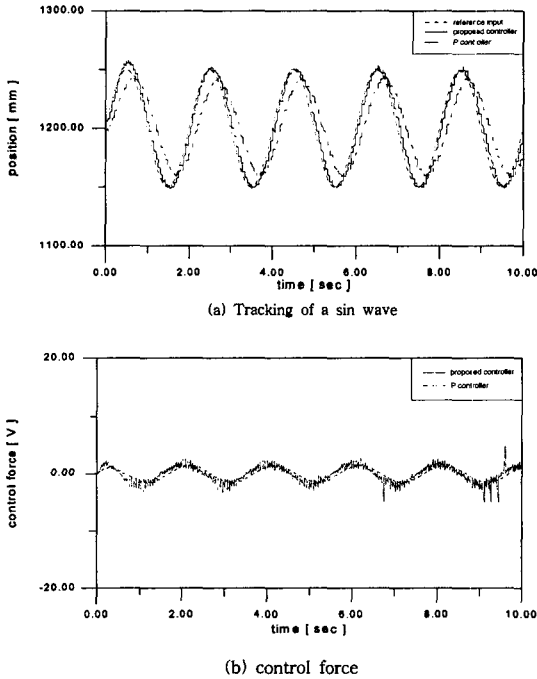 1300.00
reference input
proposed controller
P cont oller
1200.00
position [ mm ]
1100.00
0.00 2.00 4.00 6.00 8.00 10.00
time [ sec ]
(a) Tracking of a sin wave
20.00
proposed controller
P controller
control force [ V ]
0.00
-20.00
0.00 2.00 4.00 6.00 8.00 10.00
time [ sec ]
(b) control force